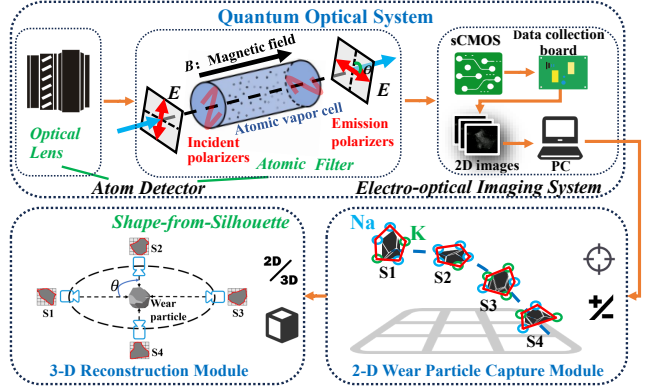 Quantum Optical System
B: Magnetic field
E
θ
E
Atomic vapor cell
Incident
polarizers
Emission
polarizers
Optical
Lens
Atomic Filter
Atom Detector
sCMOS
Data collection
board
2D images
PC
Electro-optical Imaging System
Shape-from-Silhouette
S2
θ
S1
Wear
particle
S3
S4
2D
3D
3-D Reconstruction Module
Na
K
S1
S2
S3
S4
2-D Wear Particle Capture Module